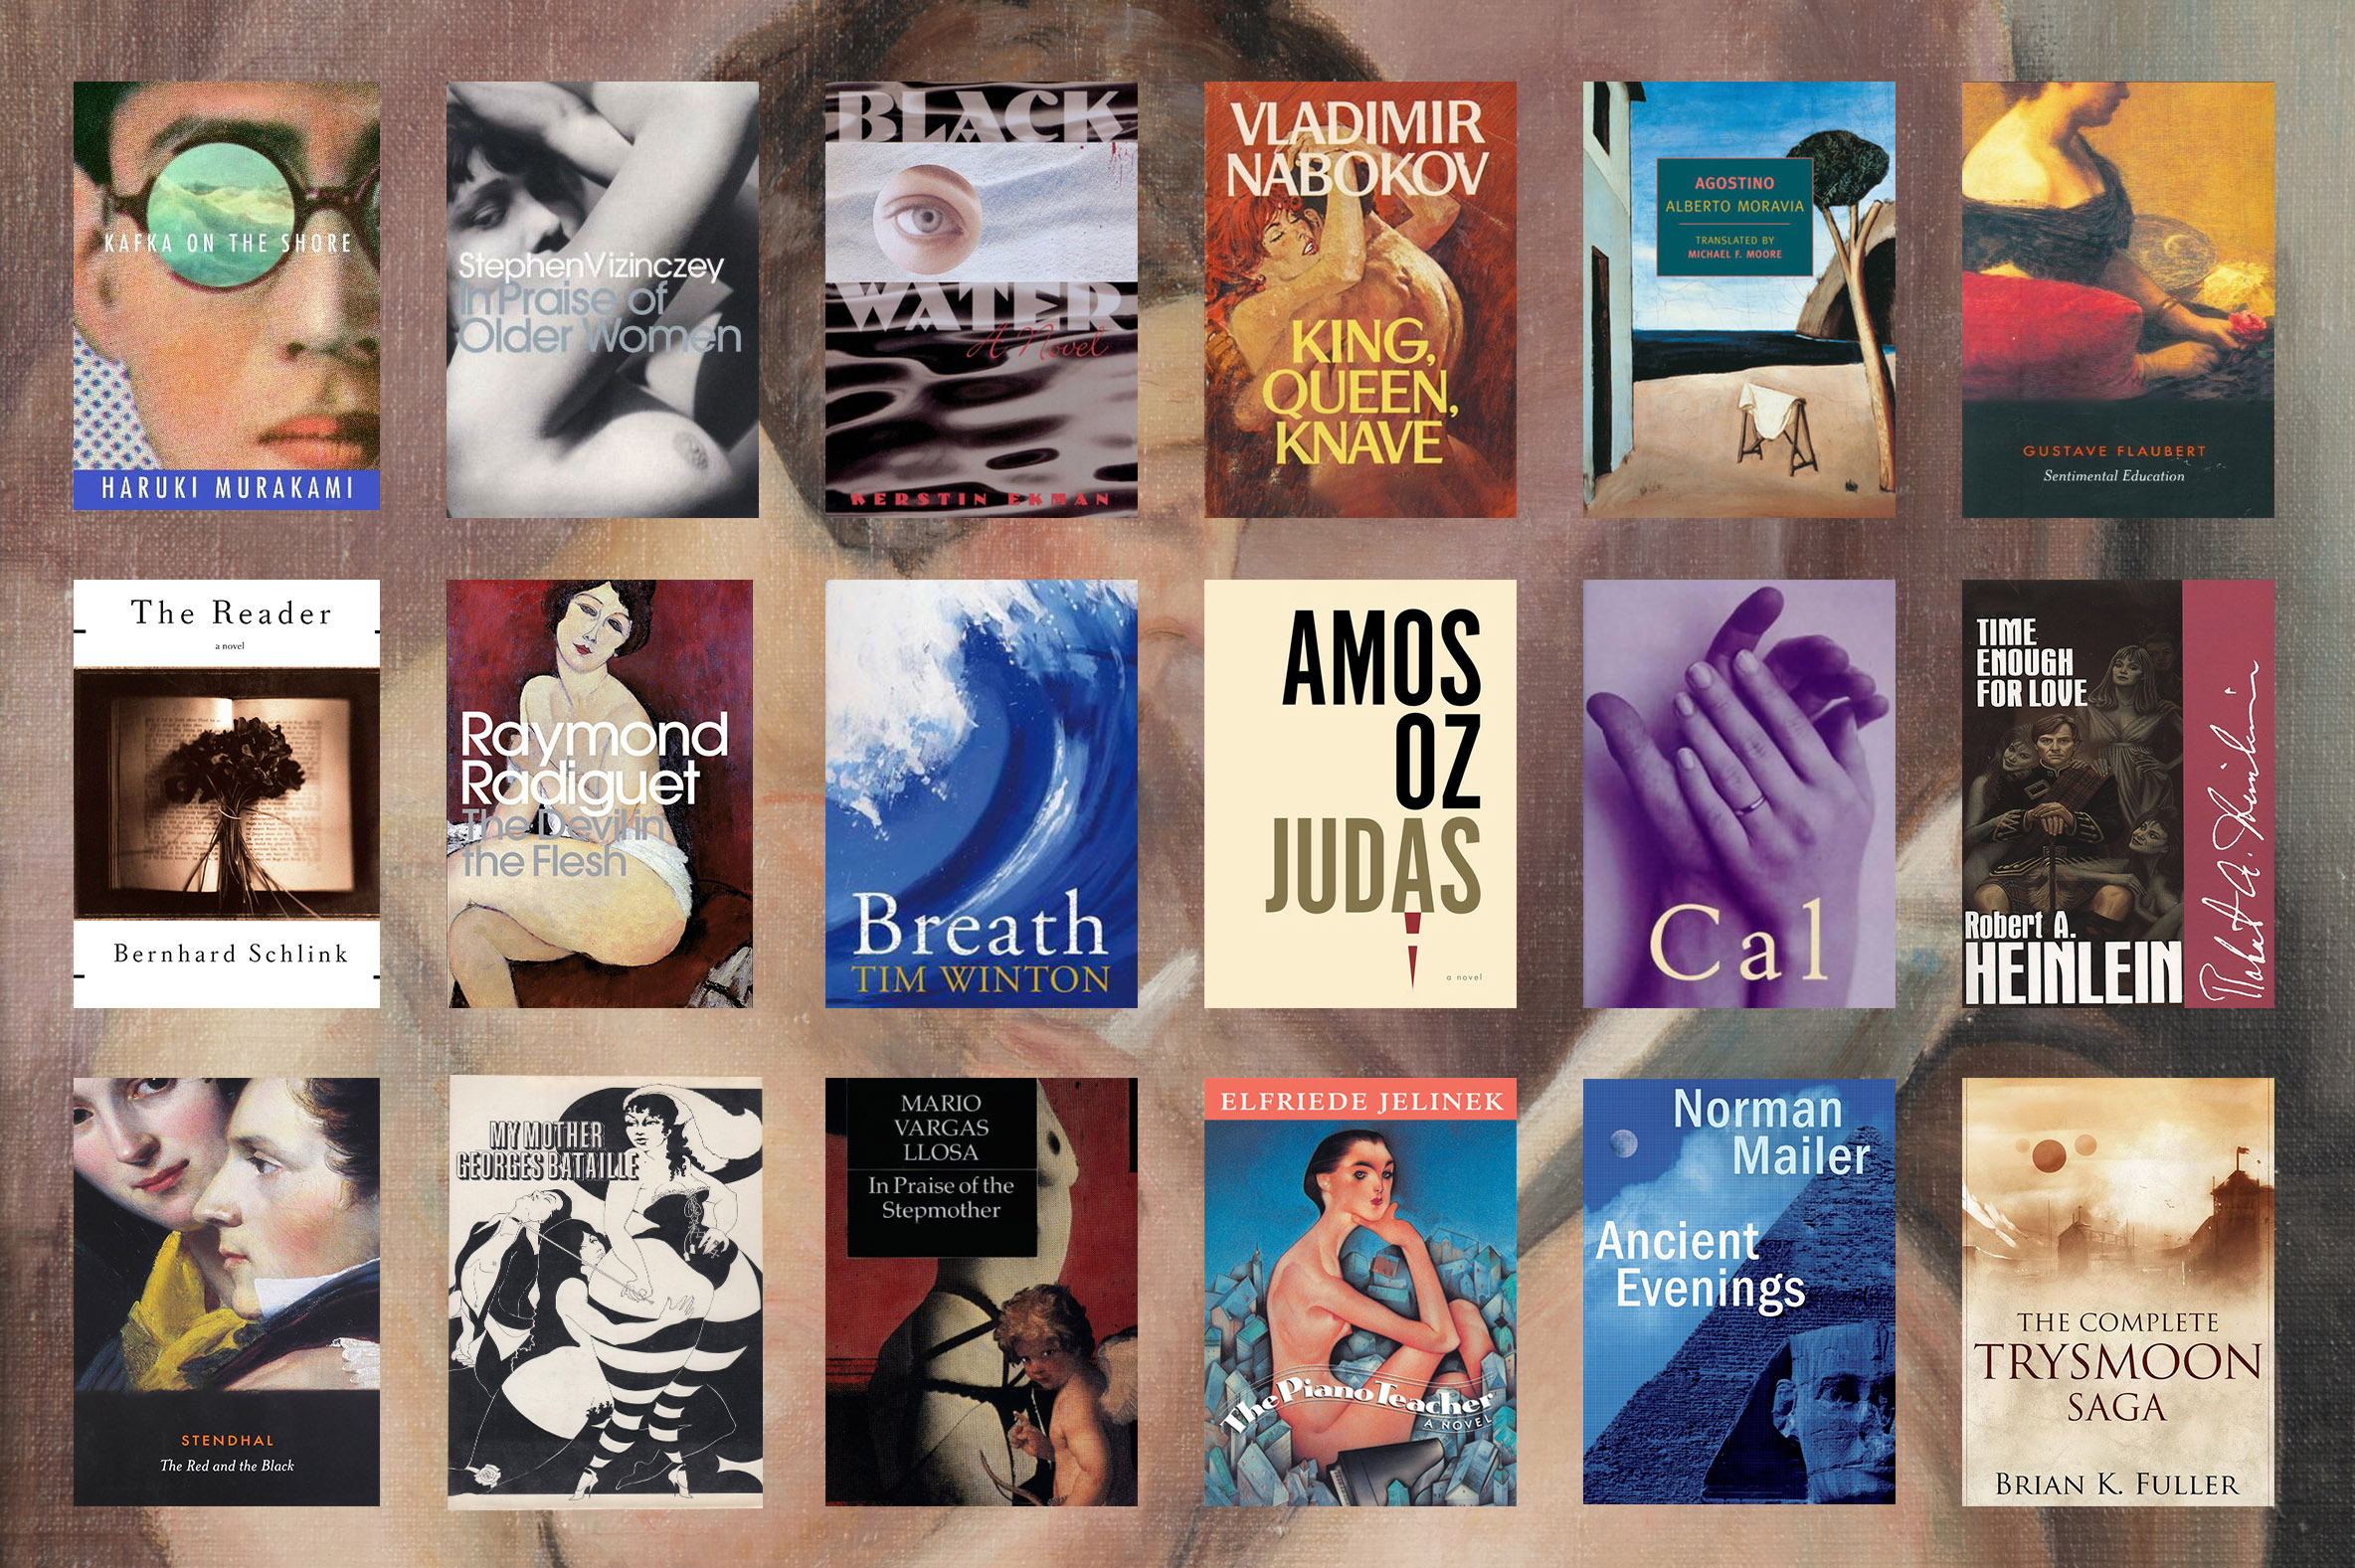 KAFKA ON THE SHORE
HARUKI MURAKAMI
StephenVizinczey
In Praise of
Older Women
BLACK
WATER
A Novel
KERSTIN EKMAN
VLADIMIR
NABOKOV
KING,
QUEEN,
KNAVE
AGOSTINO
ALBERTO MORAVIA
TRANSLATED BY
MICHAEL F. MOORE
GUSTAVE FLAUBERT
Sentimental Education
The Reader
a novel
Bernhard Schlink
Raymond
Radiguet
The Devil in
the Flesh
Breath
TIM WINTON
AMOS
OZ
JUDAS
a novel
Cal
TIME
ENOUGH
FOR LOVE
Robert A.
HEINLEIN
Robert A. Heinlein
STENDHAL
The Red and the Black
MY MOTHER
GEORGES BATAILLE
MARIO
VARGAS
LLOSA
In Praise of the
Stepmother
ELFRIEDE JELINEK
The Piano Teacher
A NOVEL
Norman
Mailer
Ancient
Evenings
THE COMPLETE
TRYSMOON
SAGA
BRIAN K. FULLER